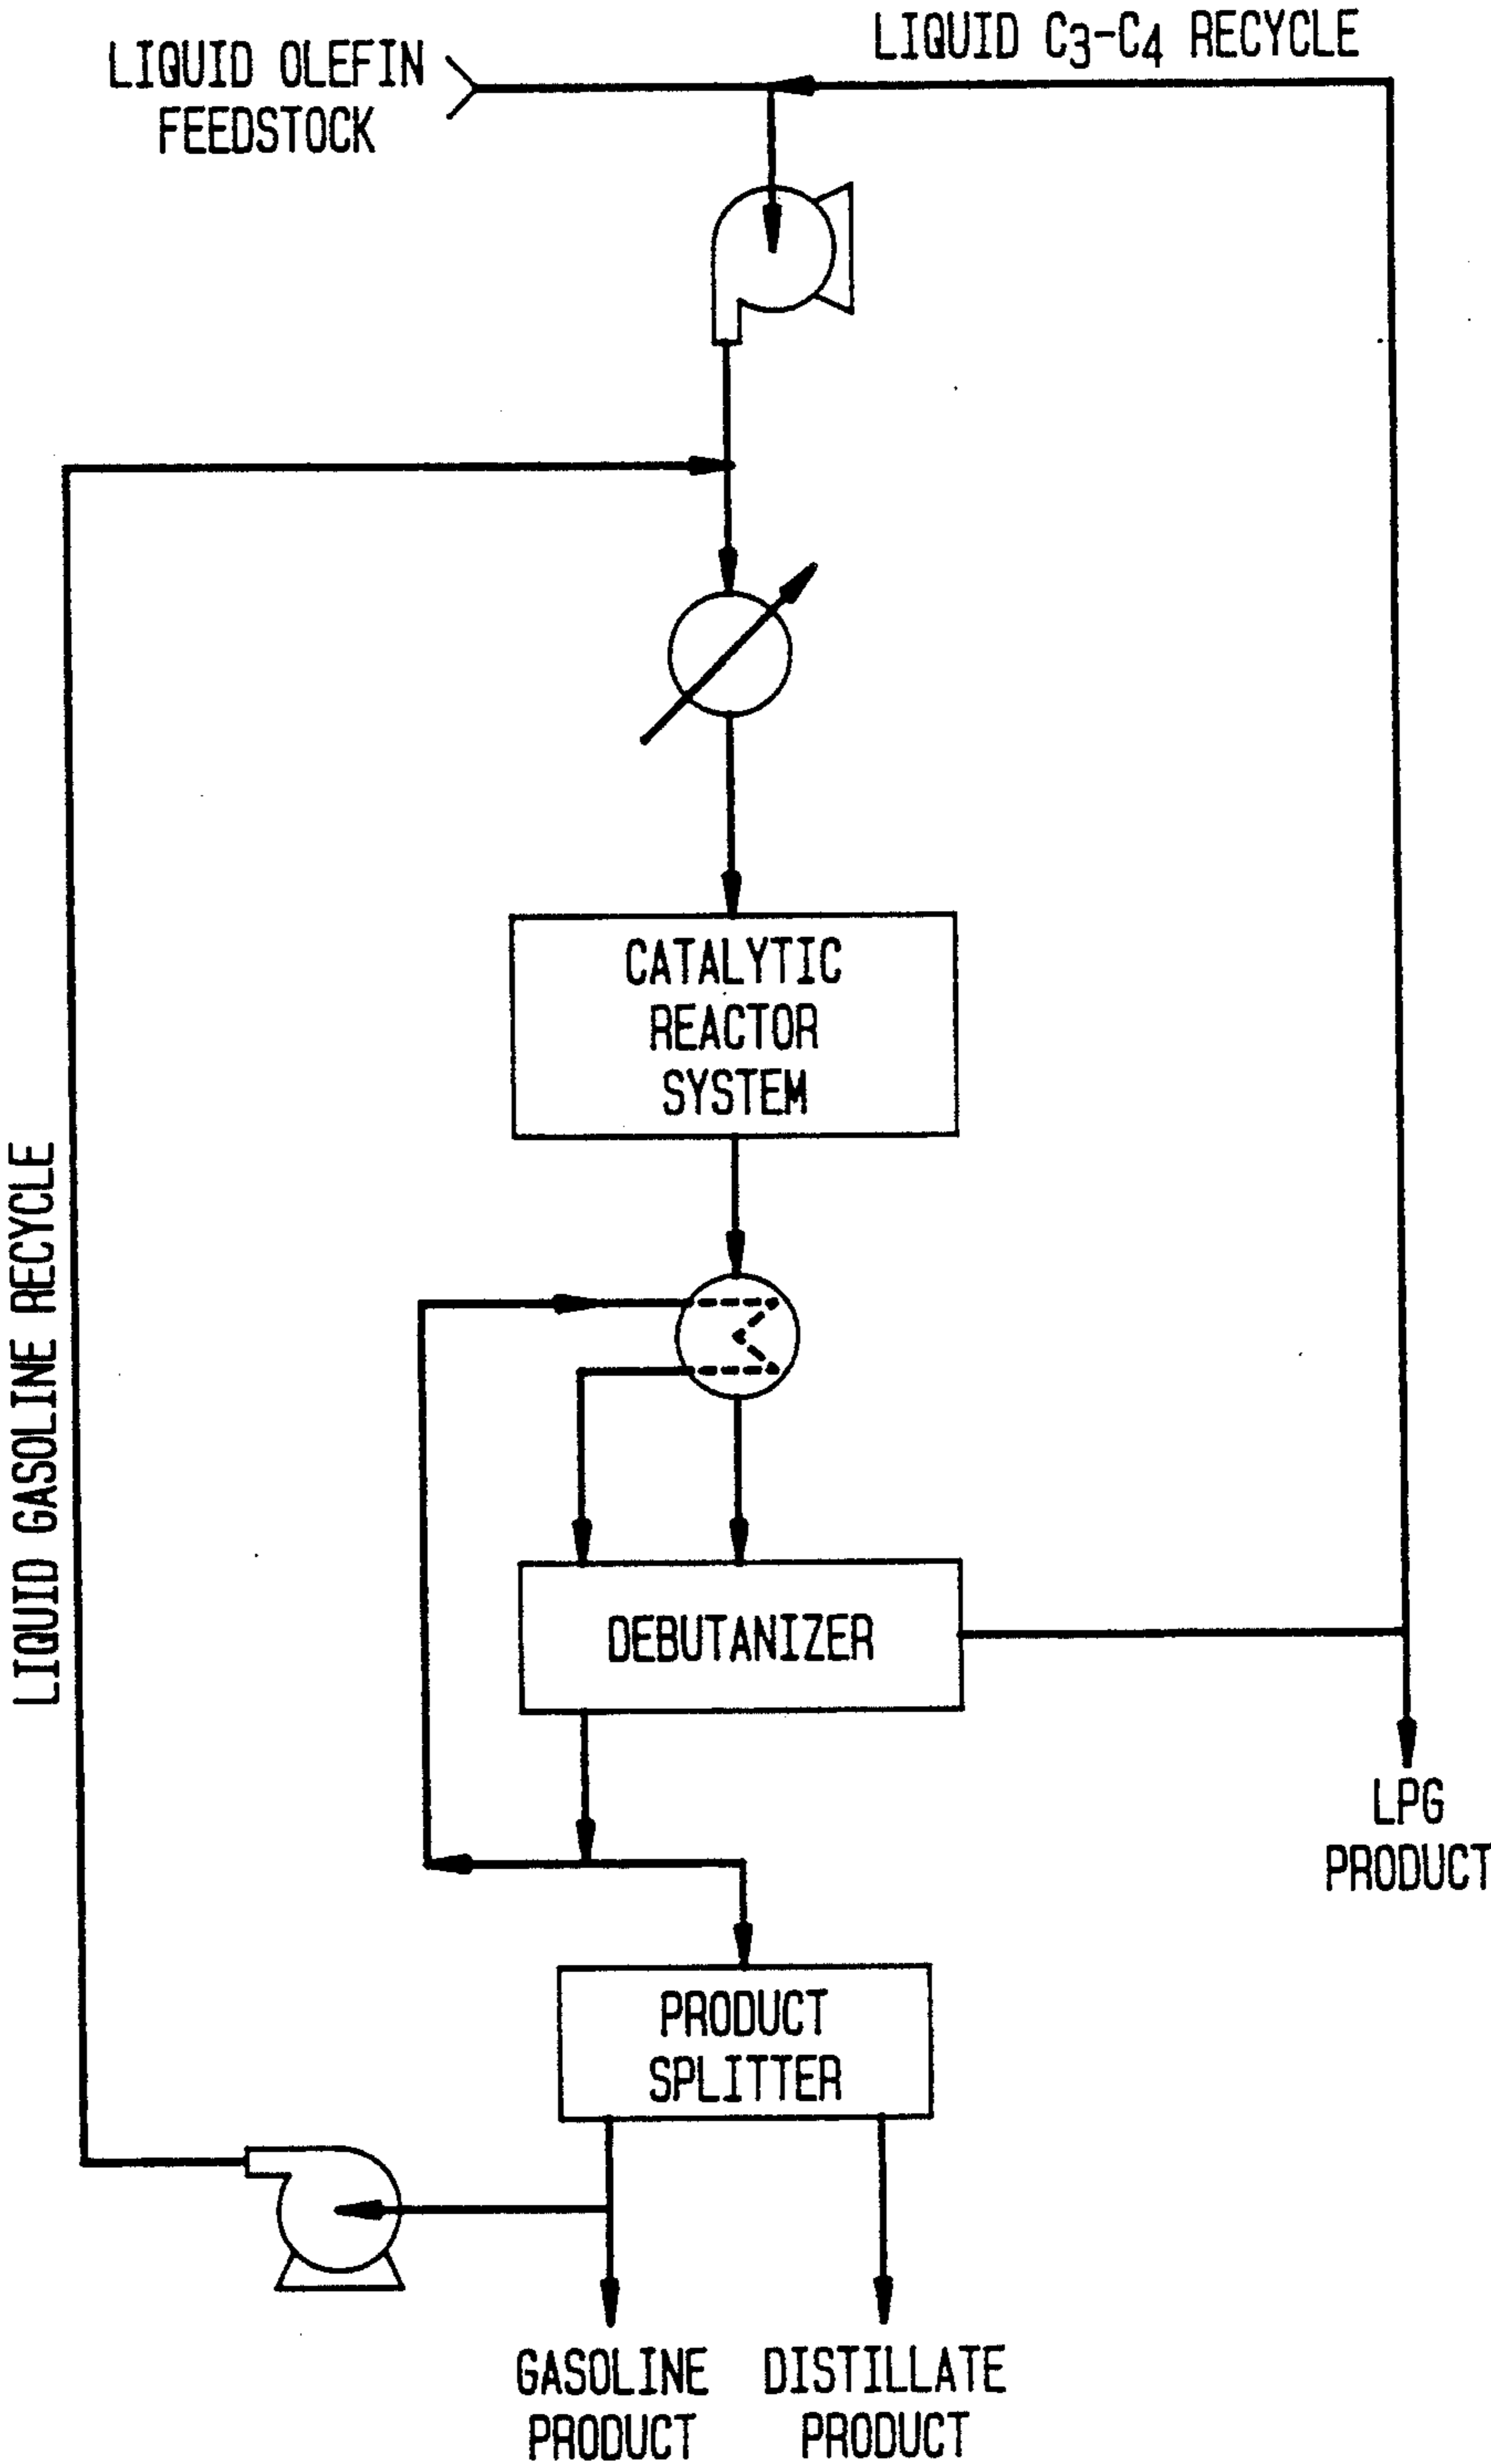 LIQUID OLEFIN
FEEDSTOCK
LIQUID C3-C4 RECYCLE
CATALYTIC
REACTOR
SYSTEM
LIQUID GASOLINE RECYCLE
DEBUTANIZER
LPG
PRODUCT
PRODUCT
SPLITTER
GASOLINE
PRODUCT
DISTILLATE
PRODUCT